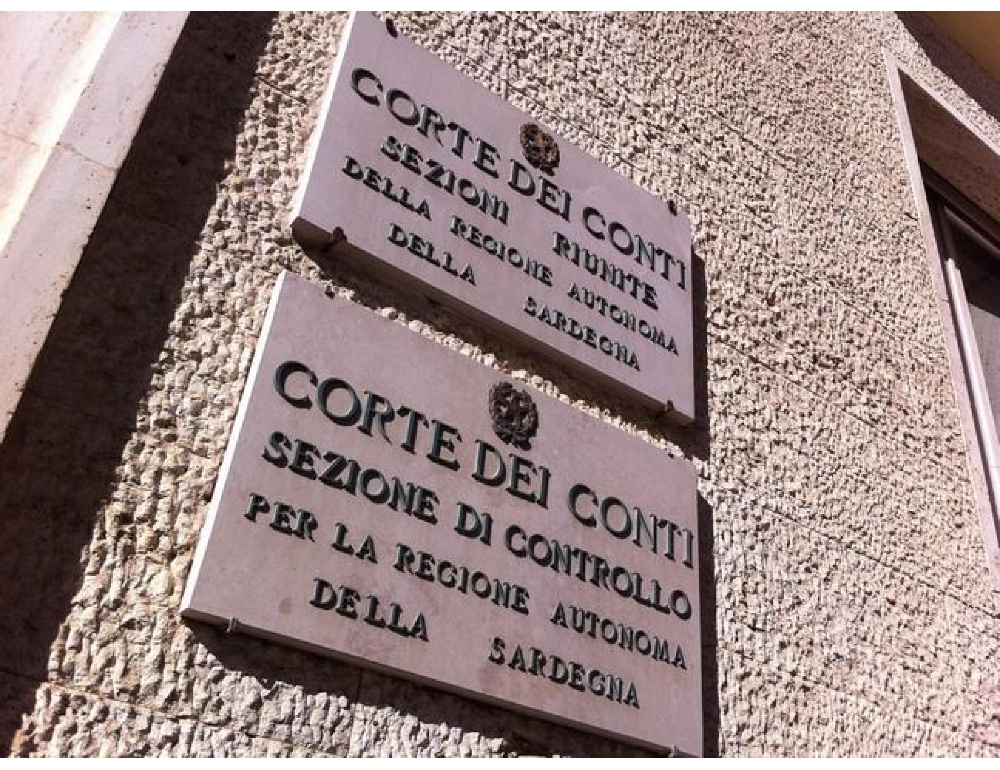 CORTE DEI CONTI
SEZIONI RIUNITE
DELLA REGIONE AUTONOMA
DELLA SARDEGNA
CORTE DEI CONTI
SEZIONE DI CONTROLLO
PER LA REGIONE AUTONOMA
DELLA SARDEGNA